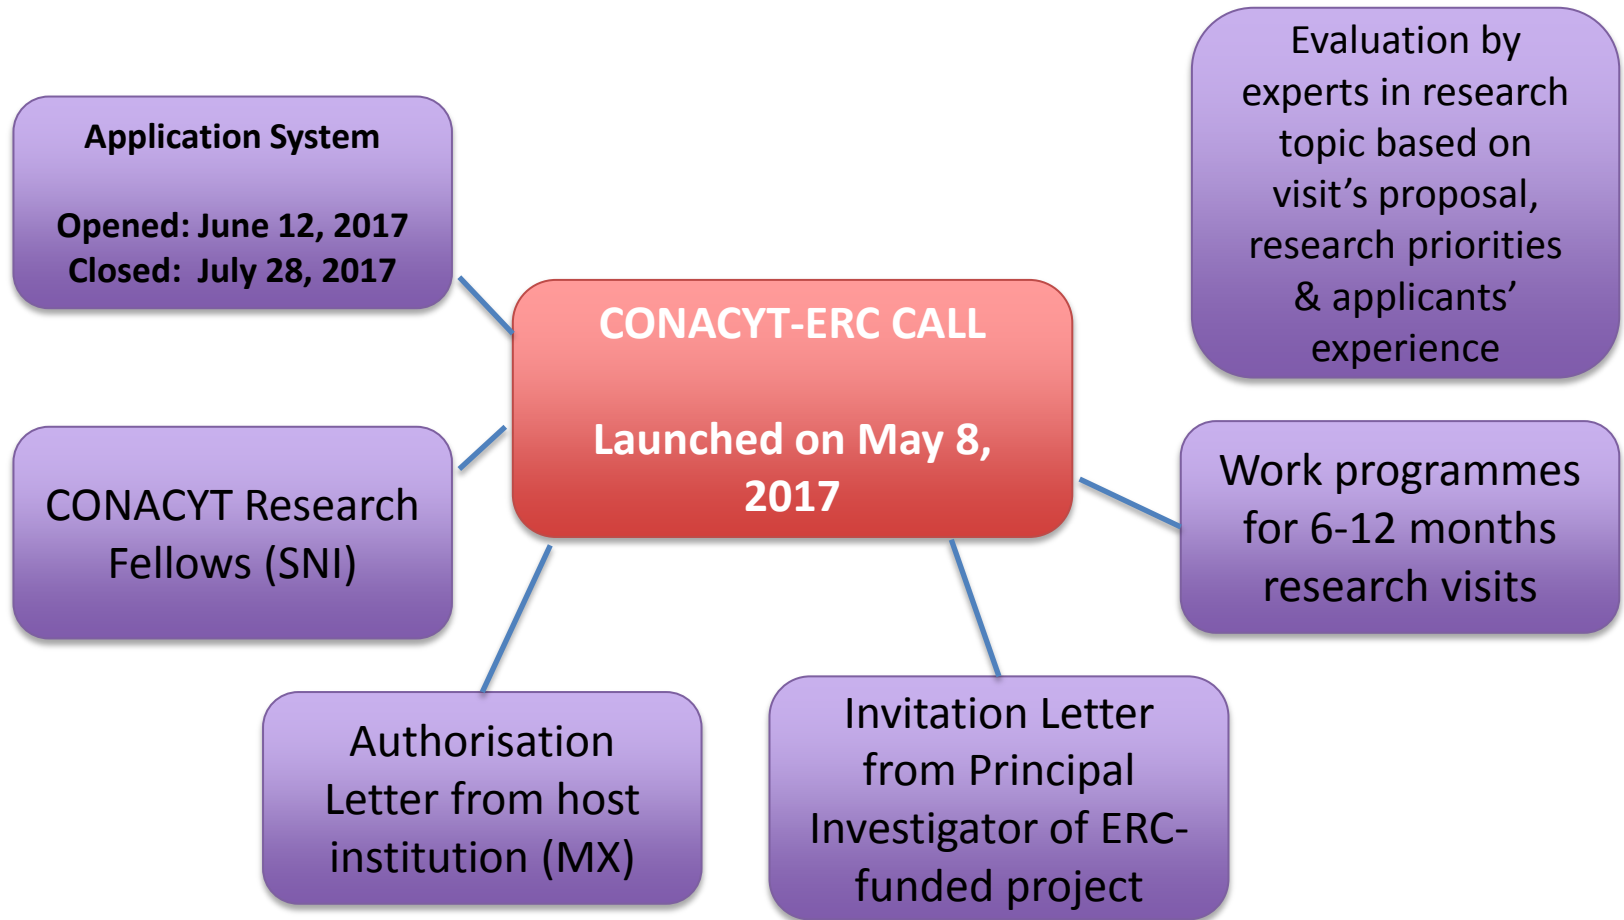 Application System
Opened: June 12, 2017
Closed: July 28, 2017
CONACYT-ERC CALL
Launched on May 8,
2017
Evaluation by
experts in research
topic based on
visit’s proposal,
research priorities
& applicants’
experience
CONACYT Research
Fellows (SNI)
Work programmes
for 6-12 months
research visits
Authorisation
Letter from host
institution (MX)
Invitation Letter
from Principal
Investigator of ERC-
funded project